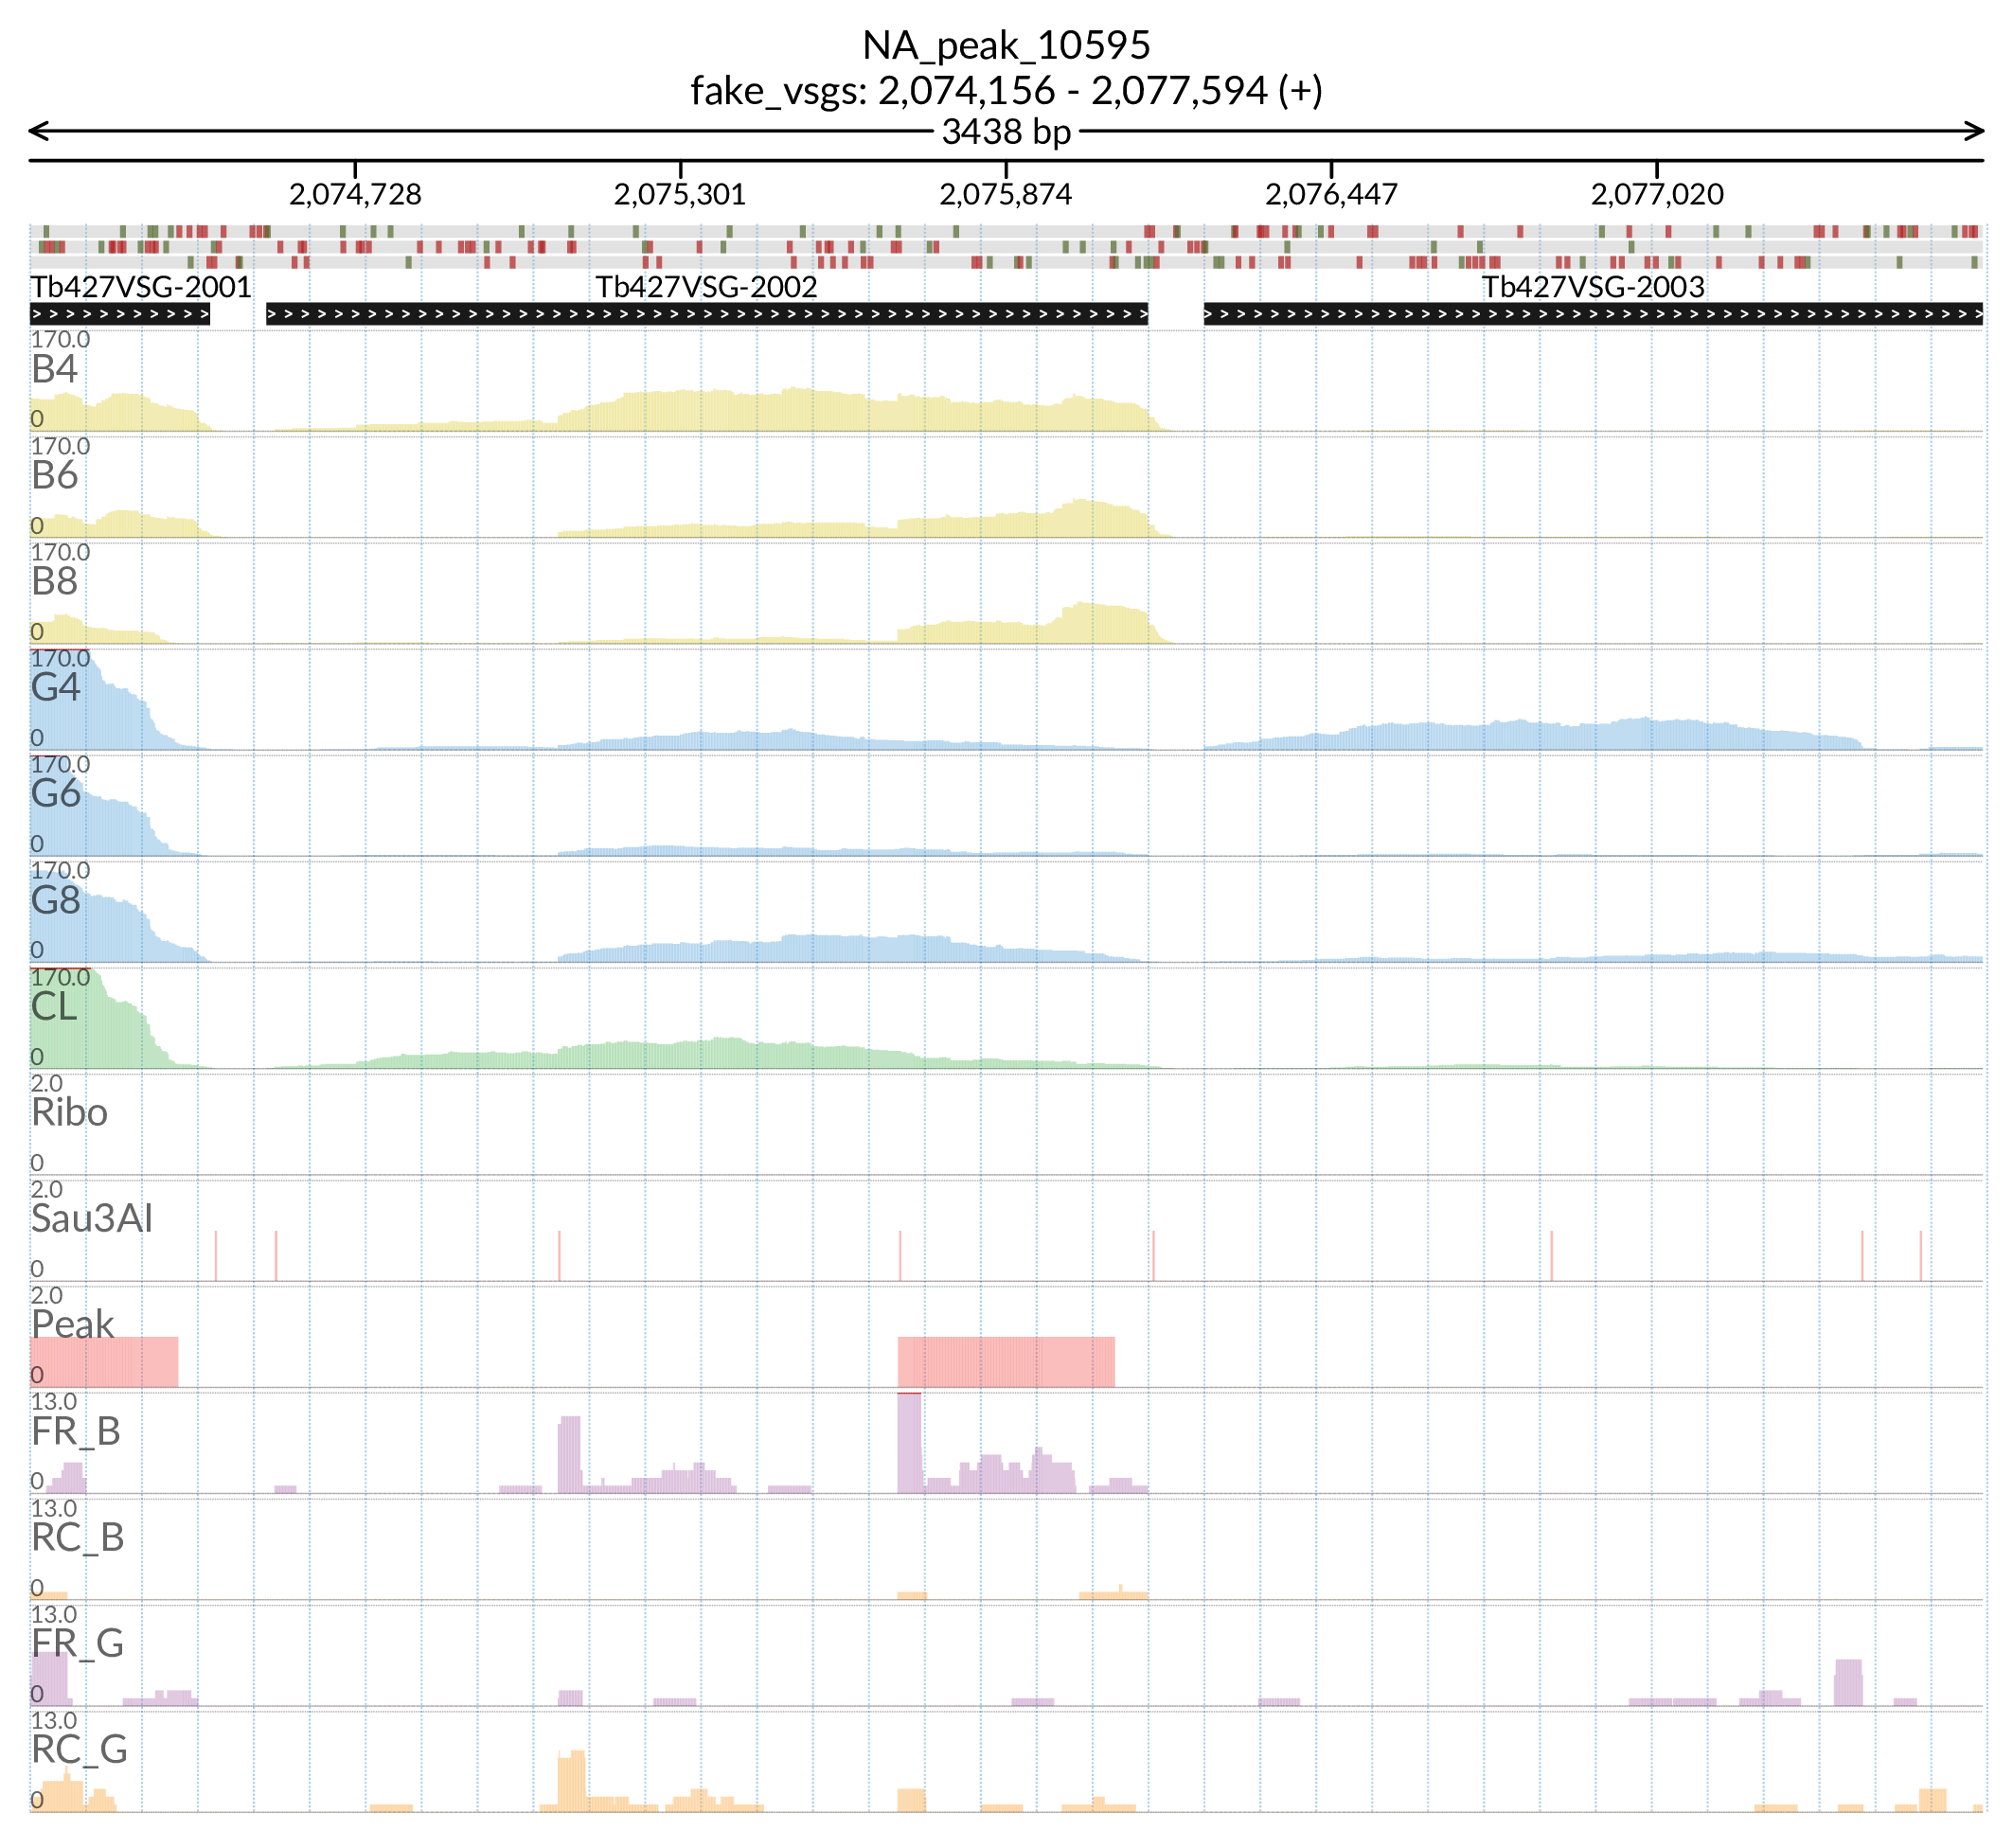 NA_peak_10595
fake_vsgs: 2,074,156 - 2,077,594 (+)
3438 bp
2,074,728 2,075,301 2,075,874 2,076,447 2,077,020
Tb427VSG-2001 Tb427VSG-2002 Tb427VSG-2003
170.0
B4
0
170.0
B6
0
170.0
B8
0
170.0
G4
0
170.0
G6
0
170.0
G8
0
170.0
CL
0
2.0
Ribo
0
2.0
Sau3AI
0
2.0
Peak
0
13.0
FR_B
0
13.0
RC_B
0
13.0
FR_G
0
13.0
RC_G
0